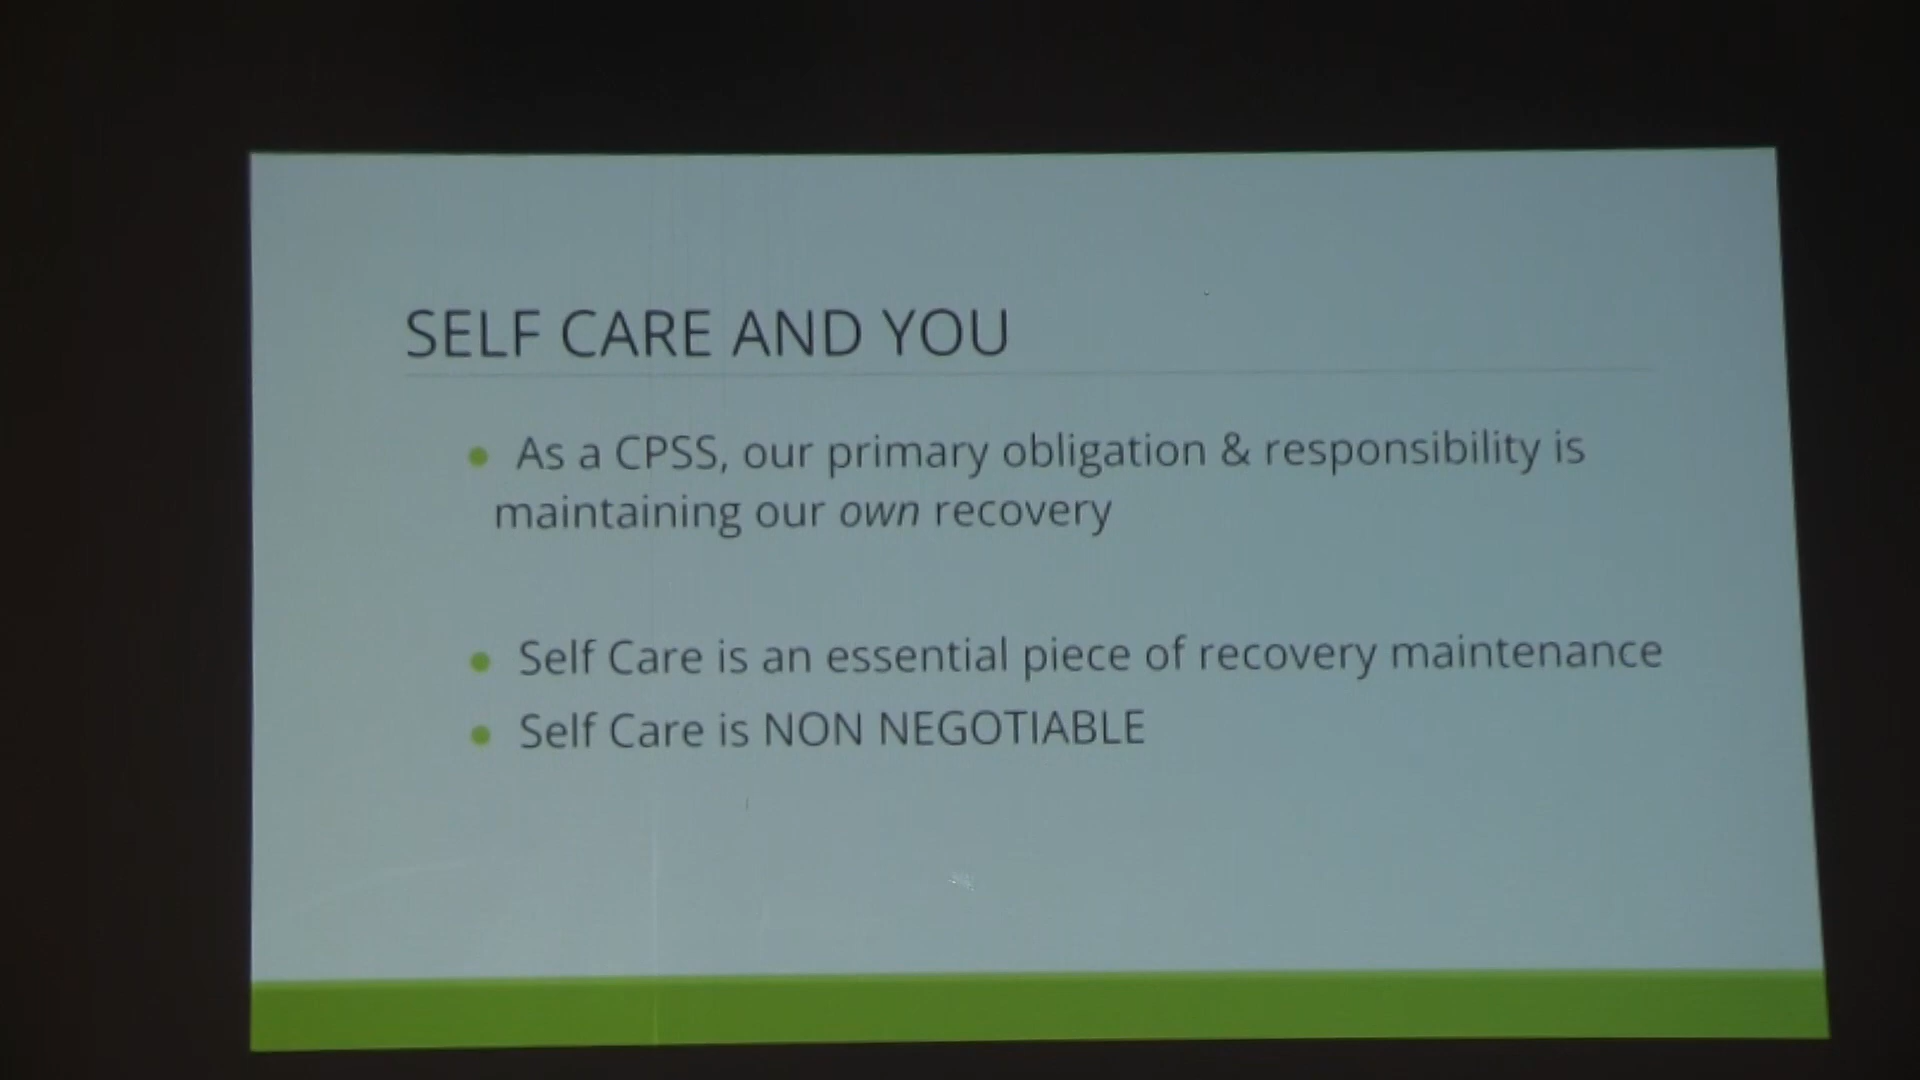 SELF CARE AND YOU
As a CPSS, our primary obligation & responsibility is
maintaining our own recovery
Self Care is an essential piece of recovery maintenance
Self Care is NON NEGOTIABLE